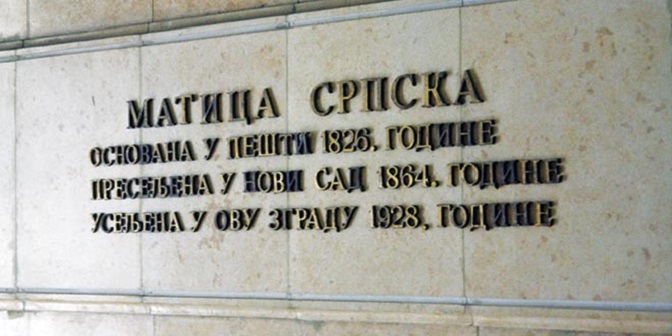 МАТИЦА СРПСКА
ОСНОВАНА У ПЕШТИ 1826. ГОДИНЕ
ПРЕСЕЉЕНА У НОВИ САД 1864. ГОДИНЕ
УСЕЉЕНА У ОВУ ЗГРАДУ 1928. ГОДИНЕ